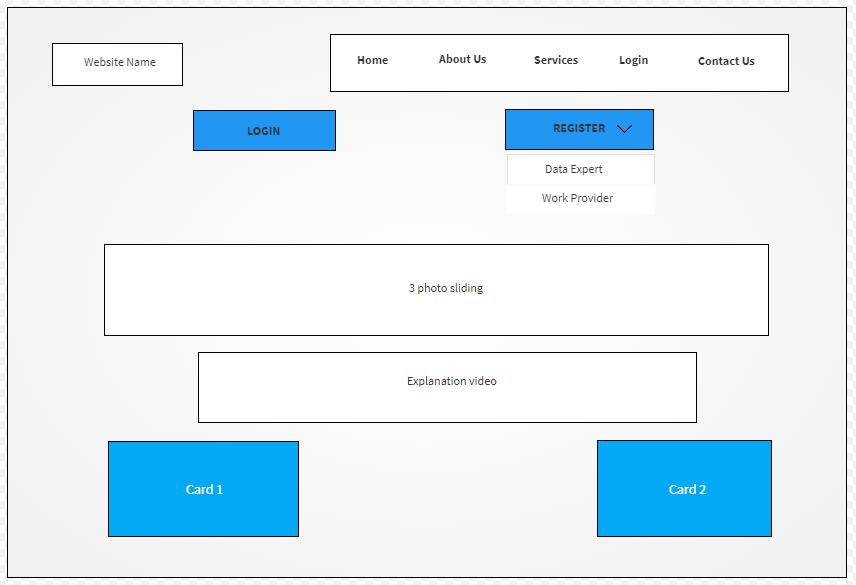 Website Name
Home About Us Services Login Contact Us
LOGIN
REGISTER
Data Expert
Work Provider
3 photo sliding
Explanation video
Card 1
Card 2